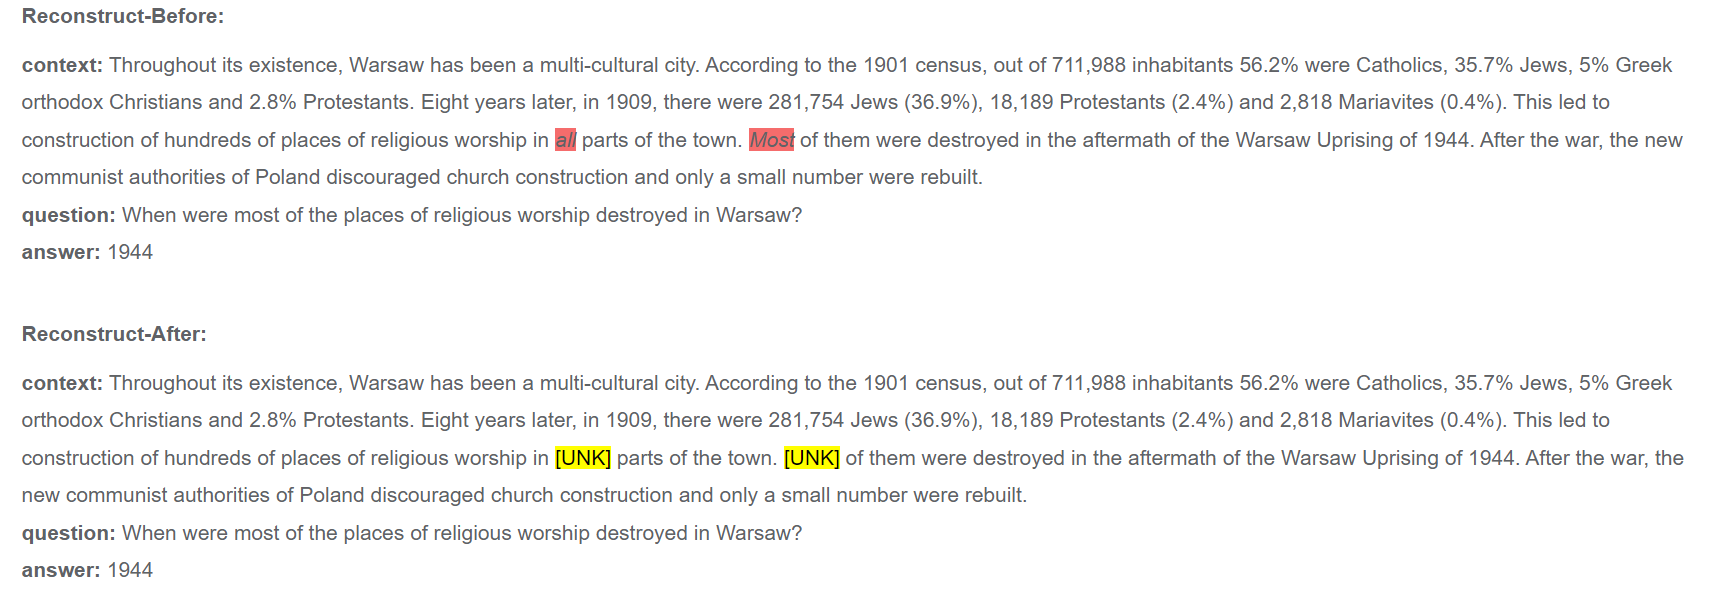 Reconstruct-Before:
context: Throughout its existence, Warsaw has been a multi-cultural city. According to the 1901 census, out of 711,988 inhabitants 56.2% were Catholics, 35.7% Jews, 5% Greek
orthodox Christians and 2.8% Protestants. Eight years later, in 1909, there were 281,754 Jews (36.9%), 18,189 Protestants (2.4%) and 2,818 Mariavites (0.4%). This led to
construction of hundreds of places of religious worship in all parts of the town. Most of them were destroyed in the aftermath of the Warsaw Uprising of 1944. After the war, the new
communist authorities of Poland discouraged church construction and only a small number were rebuilt.
question: When were most of the places of religious worship destroyed in Warsaw?
answer: 1944
Reconstruct-After:
context: Throughout its existence, Warsaw has been a multi-cultural city. According to the 1901 census, out of 711,988 inhabitants 56.2% were Catholics, 35.7% Jews, 5% Greek
orthodox Christians and 2.8% Protestants. Eight years later, in 1909, there were 281,754 Jews (36.9%), 18,189 Protestants (2.4%) and 2,818 Mariavites (0.4%). This led to
construction of hundreds of places of religious worship in [UNK] parts of the town. [UNK] of them were destroyed in the aftermath of the Warsaw Uprising of 1944. After the war, the
new communist authorities of Poland discouraged church construction and only a small number were rebuilt.
question: When were most of the places of religious worship destroyed in Warsaw?
answer: 1944